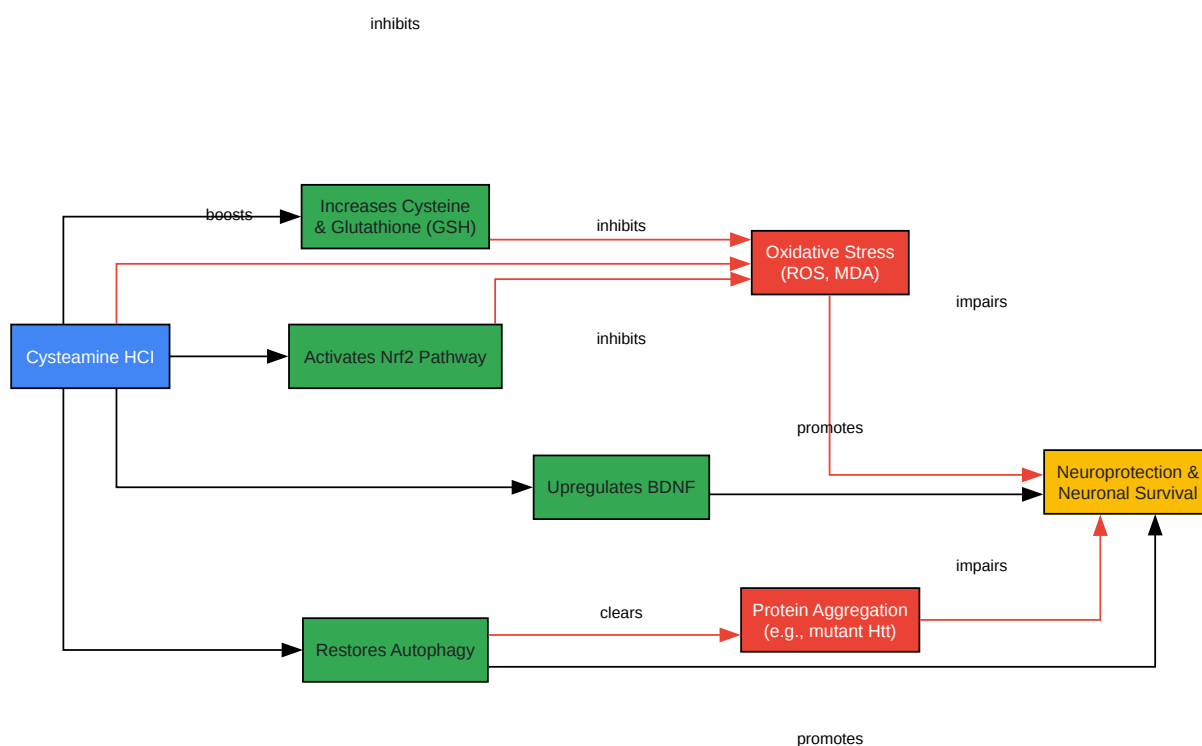 inhibits
Increases Cysteine
& Glutathione (GSH)
boosts
inhibits
Oxidative Stress
(ROS, MDA)
impairs
Cysteamine HCl
Activates Nrf2 Pathway
inhibits
promotes
Upregulates BDNF
Neuroprotection &
Neuronal Survival
impairs
clears
Protein Aggregation
(e.g., mutant Htt)
Restores Autophagy
promotes